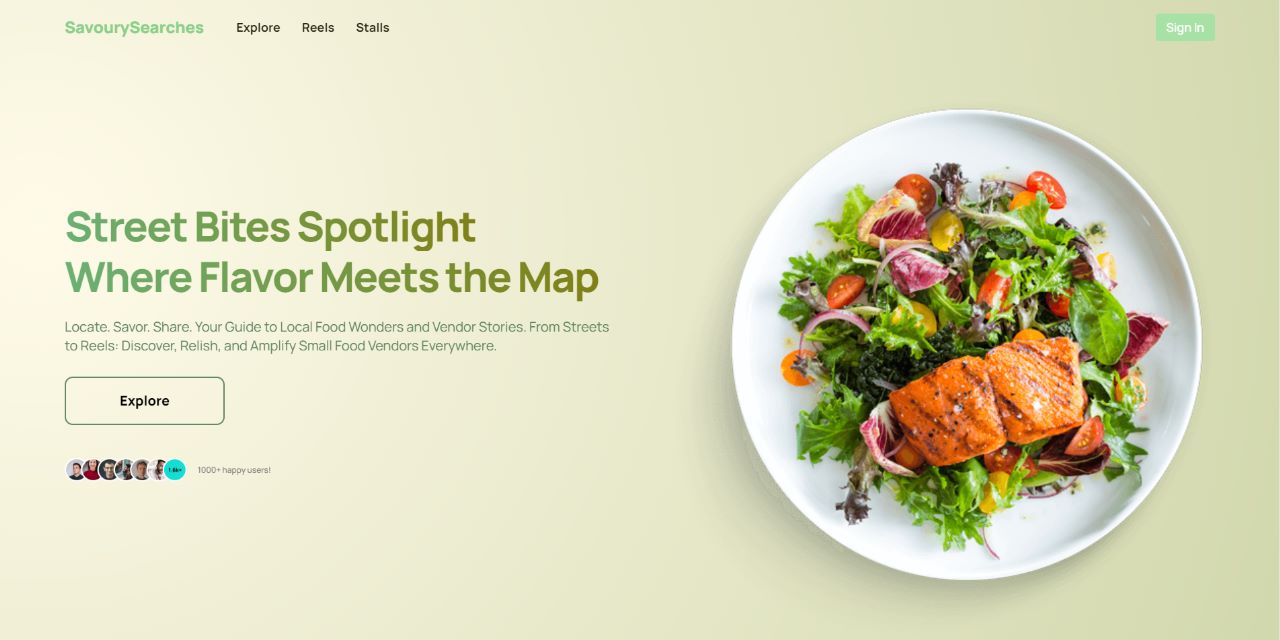 SavourySearches
Explore
Reels
Stalls
Sign In
Street Bites Spotlight
Where Flavor Meets the Map
Locate. Savor. Share. Your Guide to Local Food Wonders and Vendor Stories. From Streets
to Reels: Discover, Relish, and Amplify Small Food Vendors Everywhere.
Explore
1000+ happy users!